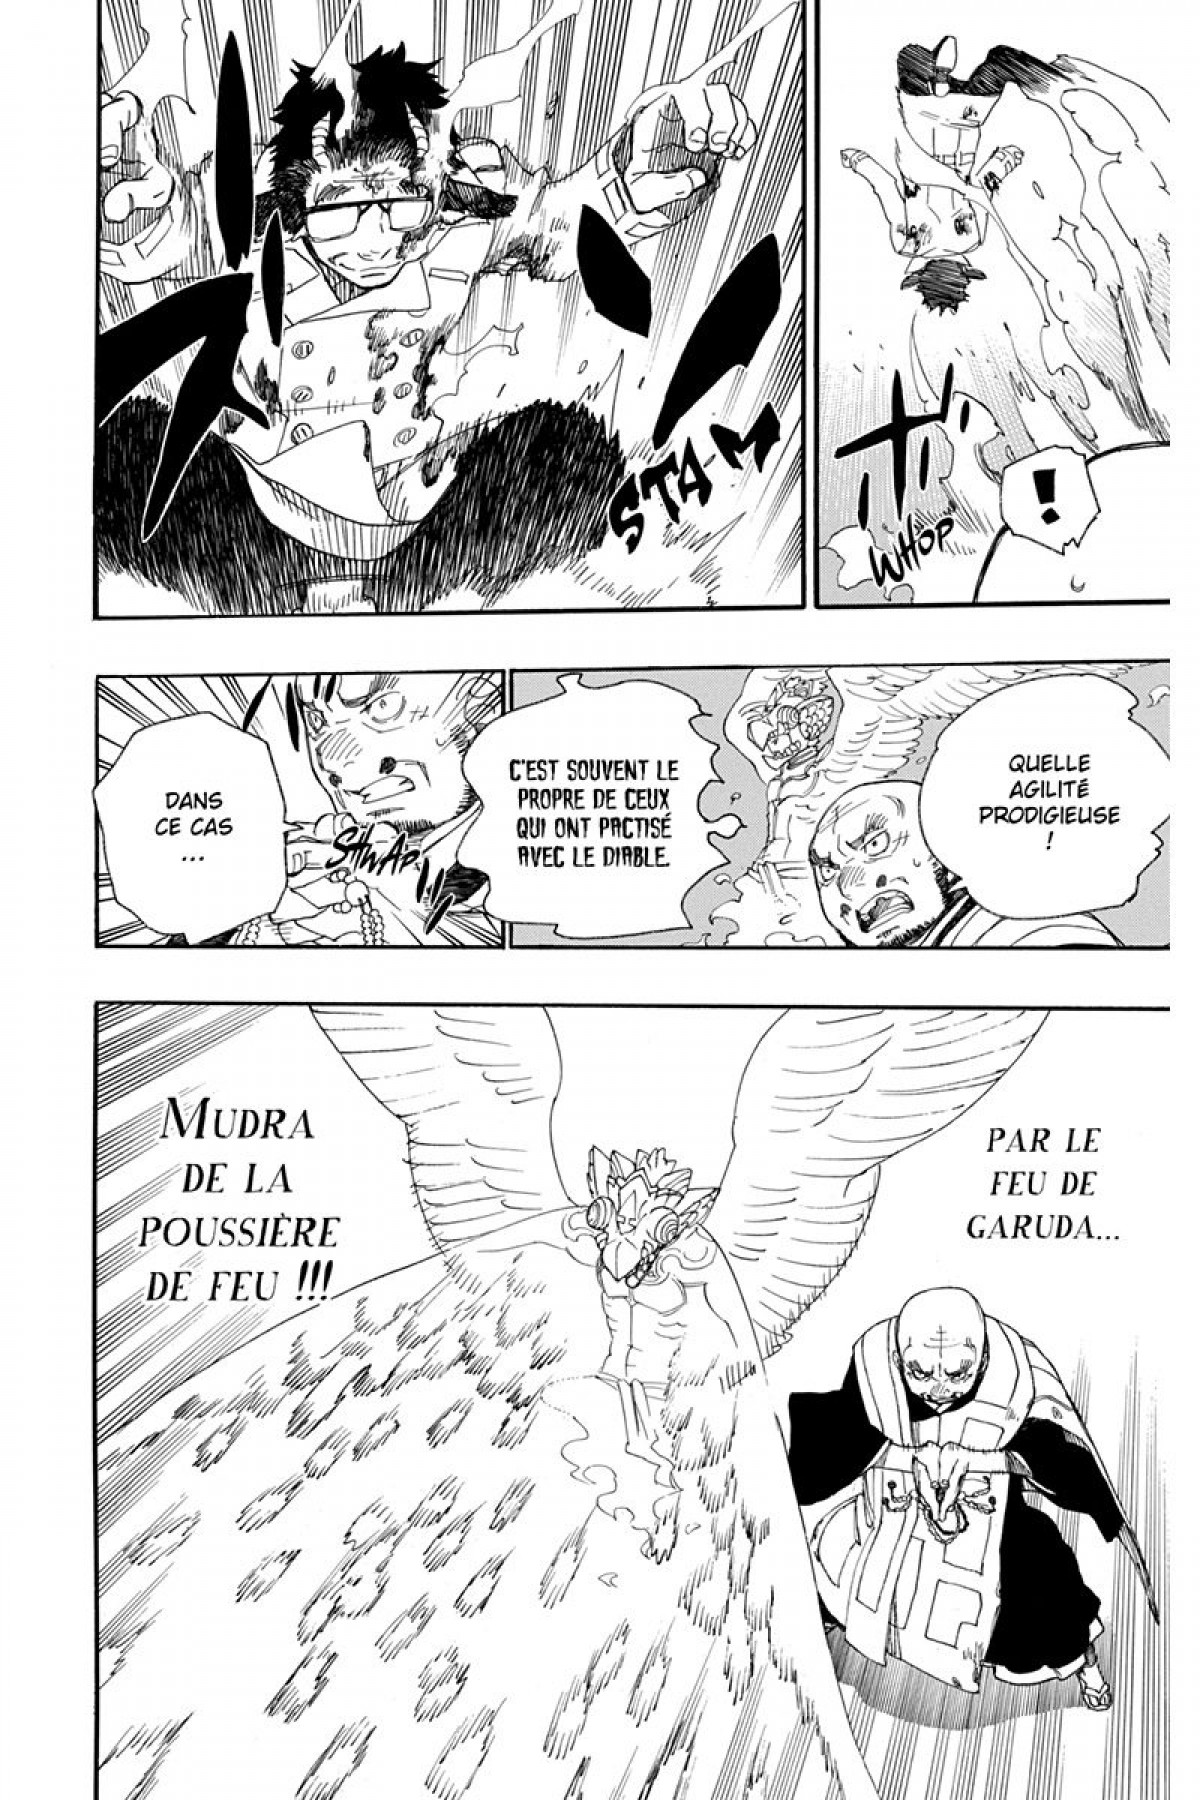 ボ
WHOP
!
STA-M
QUELLE
AGILITÉ
PRODIGIEUSE
!
C'EST SOUVENT LE
PROPRE DE CEUX
QUI ONT PACTISÉ
AVEC LE DIABLE.
DANS
CE CAS
...
SHWAP
PAR LE
FEU DE
GARUDA...
MUDRA
DE LA
POUSSIÈRE
DE FEU !!!